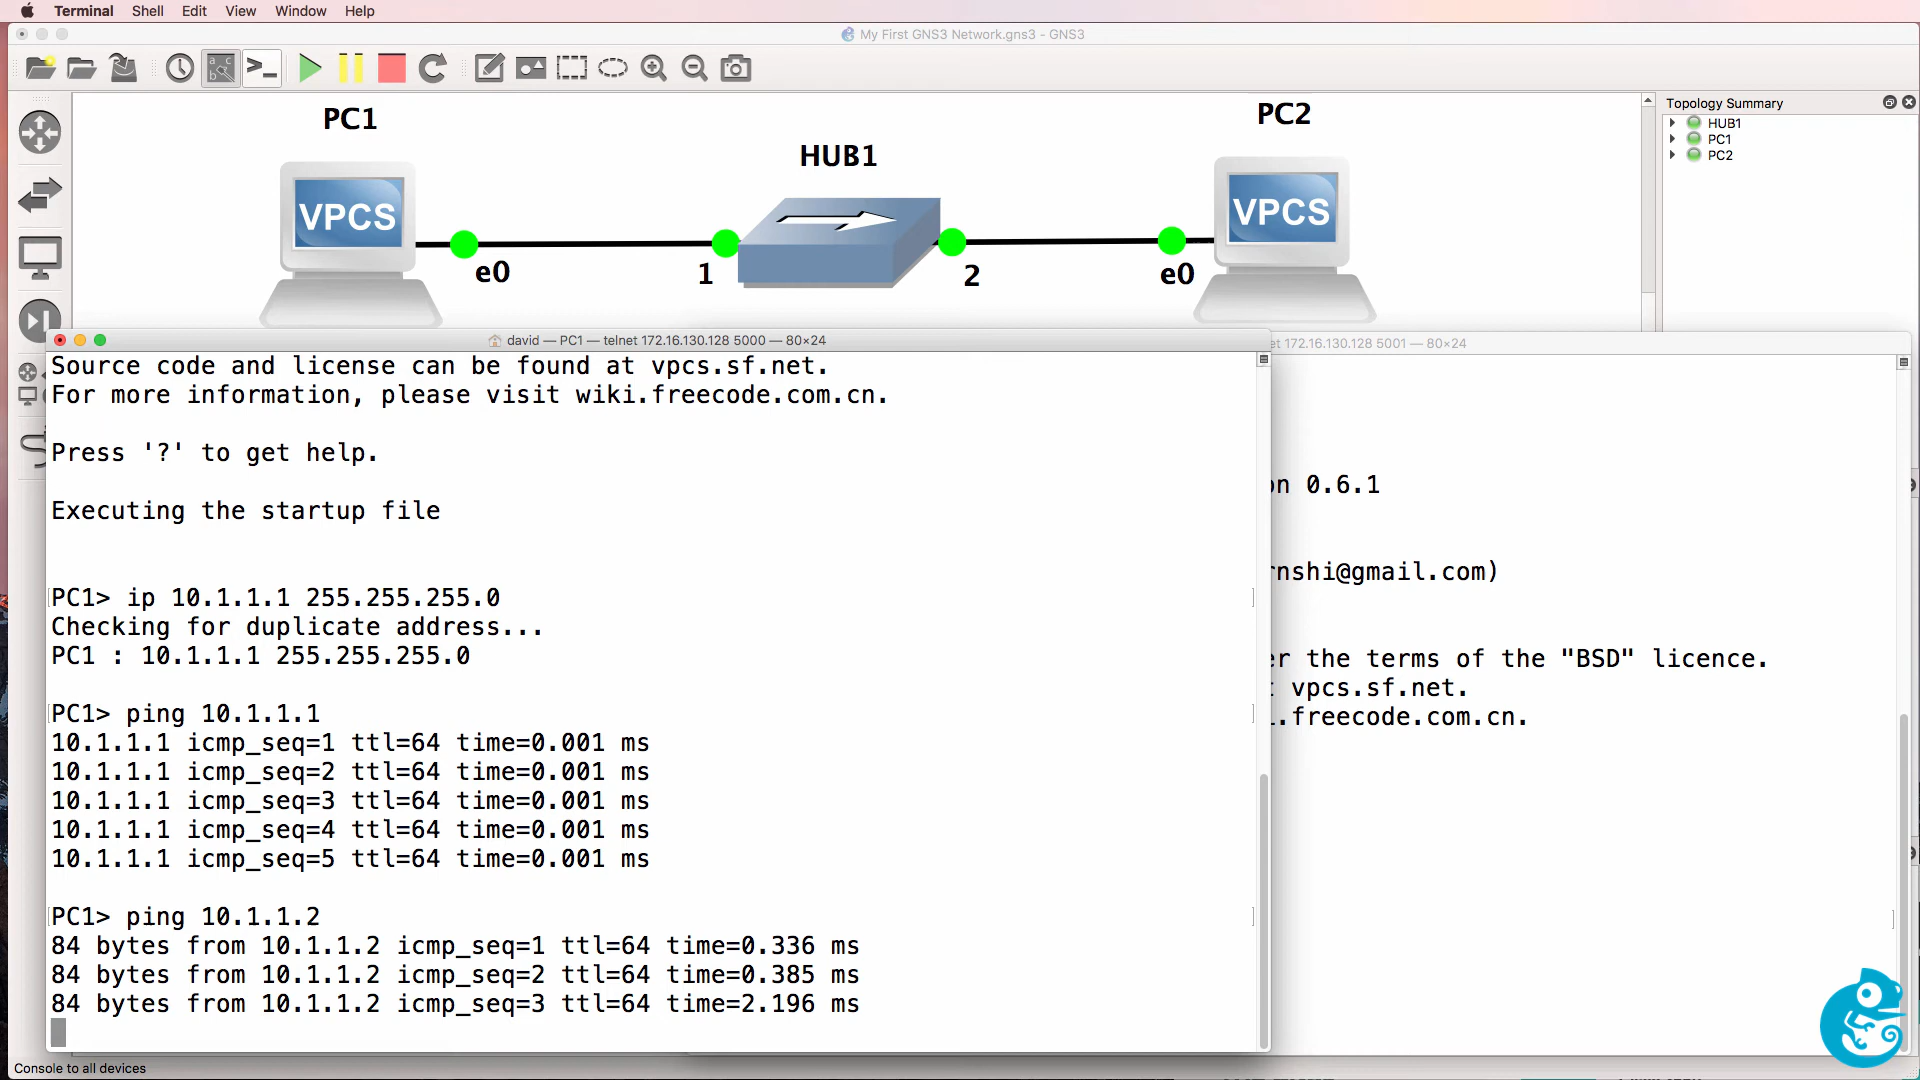 Terminal Shell Edit View Window Help
My First GNS3 Network.gns3 - GNS3
PC1
HUB1
PC2
VPCS
VPCS
e0
1
2
e0
Topology Summary
HUB1
PC1
PC2
david — PC1 — telnet 172.16.130.128 5000 — 80×24
Source code and license can be found at vpcs.sf.net.
For more information, please visit wiki.freecode.com.cn.
Press '?' to get help.
Executing the startup file
PC1> ip 10.1.1.1 255.255.255.0
Checking for duplicate address...
PC1 : 10.1.1.1 255.255.255.0
PC1> ping 10.1.1.1
10.1.1.1 icmp_seq=1 ttl=64 time=0.001 ms
10.1.1.1 icmp_seq=2 ttl=64 time=0.001 ms
10.1.1.1 icmp_seq=3 ttl=64 time=0.001 ms
10.1.1.1 icmp_seq=4 ttl=64 time=0.001 ms
10.1.1.1 icmp_seq=5 ttl=64 time=0.001 ms
PC1> ping 10.1.1.2
84 bytes from 10.1.1.2 icmp_seq=1 ttl=64 time=0.336 ms
84 bytes from 10.1.1.2 icmp_seq=2 ttl=64 time=0.385 ms
84 bytes from 10.1.1.2 icmp_seq=3 ttl=64 time=2.196 ms
et 172.16.130.128 5001 — 80×24
on 0.6.1
rnshi@gmail.com)
er the terms of the "BSD" licence.
vpcs.sf.net.
.freecode.com.cn.
Console to all devices